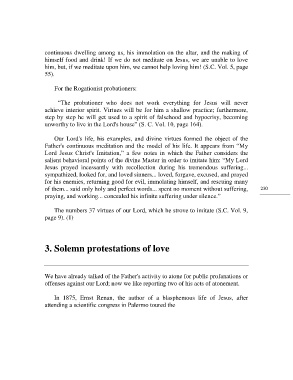 continuous dwelling among us, his immolation on the altar, and the making of
himself food and drink! If we do not meditate on Jesus, we are unable to love
him, but, if we meditate upon him, we cannot help loving him! (S.C. Vol. 5, page
55).
For the Rogationist probationers:
"The probationer who does not work everything for Jesus will never
achieve interior spirit. Virtues will be for him a shallow practice; furthermore,
step by step he will get used to a spirit of falsehood and hypocrisy, becoming
unworthy to live in the Lord's house" (S. C. Vol. 10, page 164).
Our Lord's life, his examples, and divine virtues formed the object of the
Father's continuous meditation and the model of his life. It appears from "My
Lord Jesus Christ's Imitation," a few notes in which the Father considers the
salient behavioral points of the divine Master in order to imitate him: "My Lord
Jesus prayed incessantly with recollection during his tremendous suffering...
sympathized, looked for, and loved sinners... loved, forgave, excused, and prayed
for his enemies, returning good for evil, immolating himself, and rescuing many
of them... said only holy and perfect words... spent no moment without suffering,
praying, and working... concealed his infinite suffering under silence."
230
The numbers 37 virtues of our Lord, which he strove to imitate (S.C. Vol. 9,
page 9). (1)
3. Solemn protestations of love
We have already talked of the Father's activity to atone for public profanations or
offenses against our Lord; now we like reporting two of his acts of atonement.
In 1875, Ernst Renan, the author of a blasphemous life of Jesus, after
attending a scientific congress in Palermo toured the